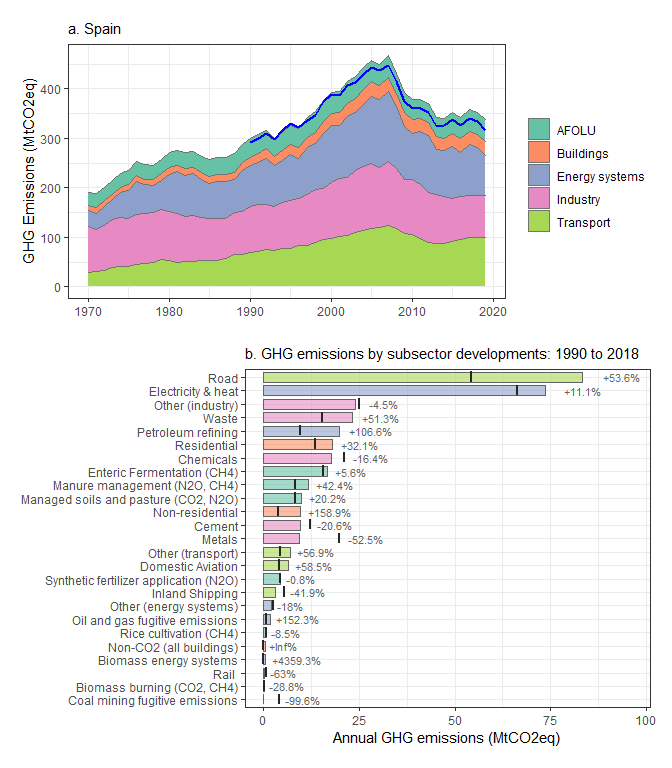 a. Spain
GHG Emissions (MtCO2eq)
400
300
200
100
0
1970
1980
1990
2000
2010
2020
AFOLU
Buildings
Energy systems
Industry
Transport
b. GHG emissions by subsector developments: 1990 to 2018
Road +53.6%
Electricity & heat +11.1%
Other (industry) -4.5%
Waste +51.3%
Petroleum refining +106.6%
Residential +32.1%
Chemicals -16.4%
Enteric Fermentation (CH4) +5.6%
Manure management (N2O, CH4) +42.4%
Managed soils and pasture (CO2, N2O) +20.2%
Non-residential +158.9%
Cement -20.6%
Metals -52.5%
Other (transport) +56.9%
Domestic Aviation +58.5%
Synthetic fertilizer application (N2O) -0.8%
Inland Shipping -41.9%
Other (energy systems) -18%
Oil and gas fugitive emissions +152.3%
Rice cultivation (CH4) -8.5%
Non-CO2 (all buildings) +Inf%
Biomass energy systems +4359.3%
Rail -63%
Biomass burning (CO2, CH4) -28.8%
Coal mining fugitive emissions -99.6%
0
25
50
75
100
Annual GHG emissions (MtCO2eq)